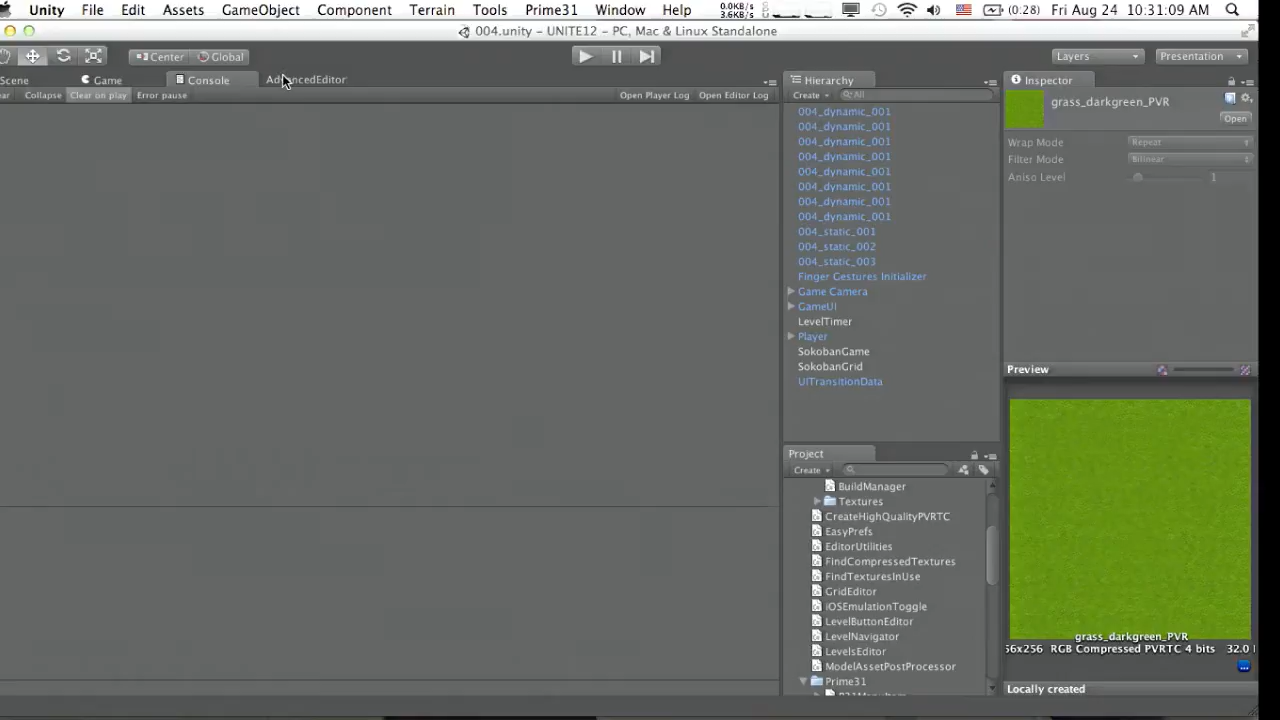 Unity File Edit Assets GameObject Component Terrain Tools Prime31 Window Help 0.0KB/s 3.6KB/s (0:28) Fri Aug 24 10:31:09 AM
004.unity - UNITE12 - PC, Mac & Linux Standalone
Center Global Layers Presentation
Scene Game Console AdvancedEditor
Collapse Clear on play Error pause Open Player Log Open Editor Log
Hierarchy
Create All
004_dynamic_001
004_dynamic_001
004_dynamic_001
004_dynamic_001
004_dynamic_001
004_dynamic_001
004_dynamic_001
004_dynamic_001
004_static_001
004_static_002
004_static_003
Finger Gestures Initializer
Game Camera
GameUI
LevelTimer
Player
SokobanGame
SokobanGrid
UITransitionData
Project
Create
BuildManager
Textures
CreateHighQualityPVRTC
EasyPrefs
EditorUtilities
FindCompressedTextures
FindTexturesInUse
GridEditor
iOSEmulationToggle
LevelButtonEditor
LevelNavigator
LevelsEditor
ModelAssetPostProcessor
Prime31
Inspector
grass_darkgreen_PVR
Open
Wrap Mode Repeat
Filter Mode Bilinear
Aniso Level 1
Preview
grass_darkgreen_PVR
56x256 RGB Compressed PVRTC 4 bits 32.0
Locally created